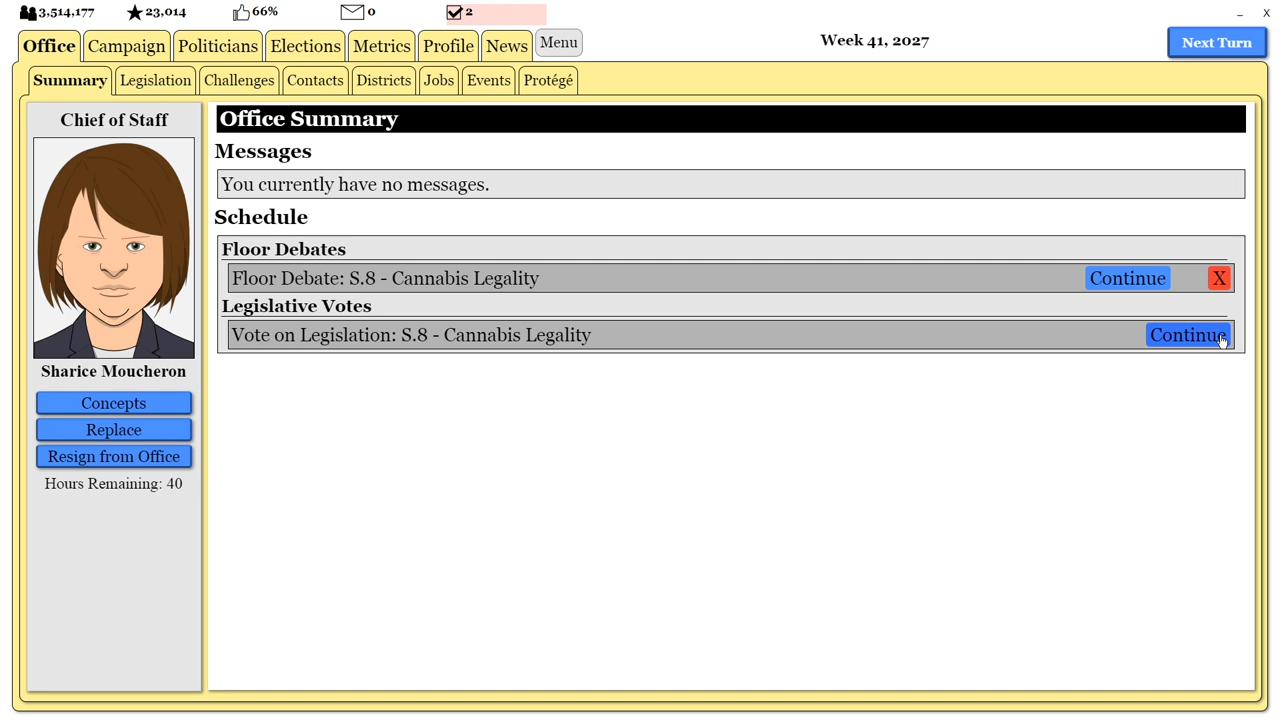 3,514,177 23,014 66% 0 2 _ X
Office Campaign Politicians Elections Metrics Profile News Menu Week 41, 2027 Next Turn
Summary Legislation Challenges Contacts Districts Jobs Events Protégé
Chief of Staff
Sharice Moucheron
Concepts
Replace
Resign from Office
Hours Remaining: 40
Office Summary
Messages
You currently have no messages.
Schedule
Floor Debates
Floor Debate: S.8 - Cannabis Legality Continue X
Legislative Votes
Vote on Legislation: S.8 - Cannabis Legality Continue